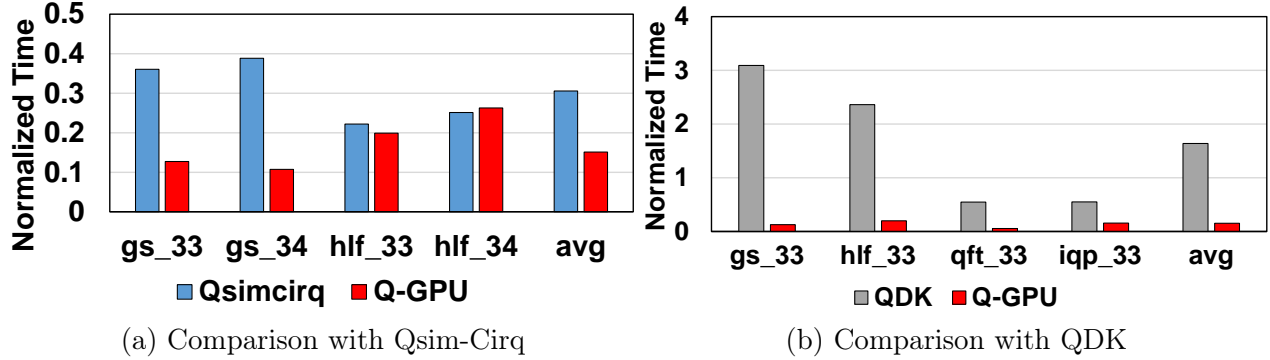 Normalized Time
0.5
0.4
0.3
0.2
0.1
0
gs_33 gs_34 hlf_33 hlf_34 avg
Qsimcirq Q-GPU
(a) Comparison with Qsim-Cirq
Normalized Time
4
3
2
1
0
gs_33 hlf_33 qft_33 iqp_33 avg
QDK Q-GPU
(b) Comparison with QDK